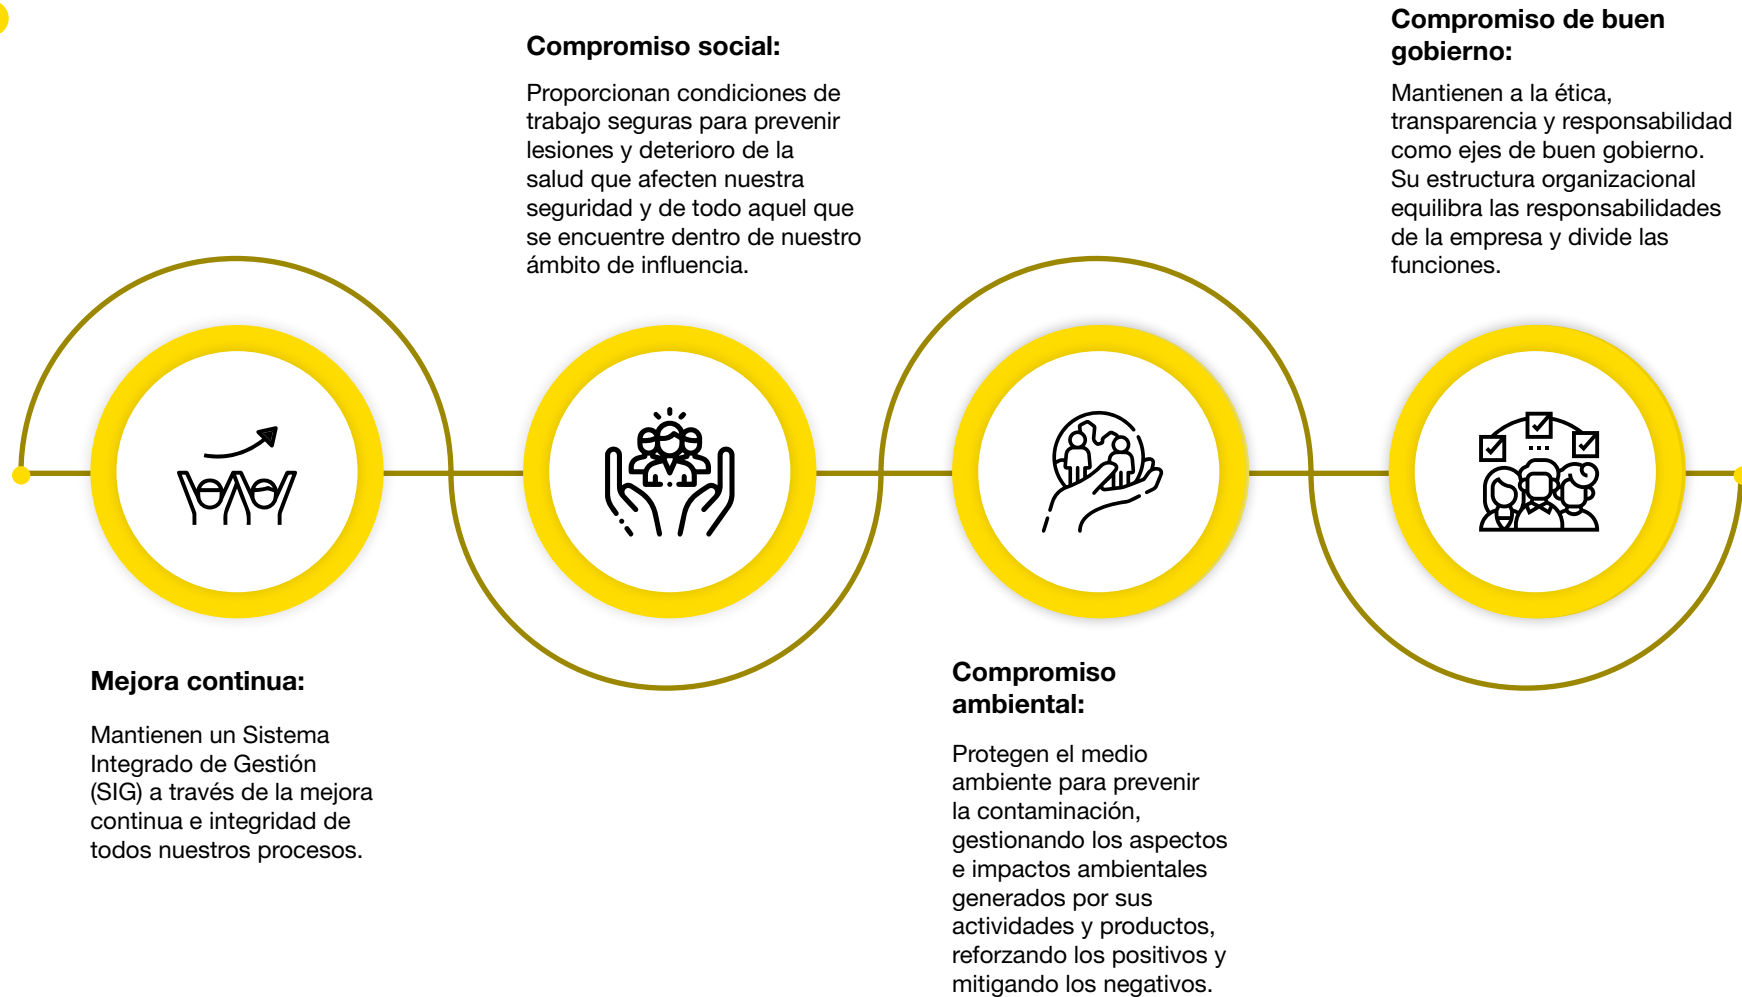 Mejora continua:
Mantienen un Sistema
Integrado de Gestión
(SIG) a través de la mejora
continua e integridad de
todos nuestros procesos.
Compromiso social:
Proporcionan condiciones de
trabajo seguras para prevenir
lesiones y deterioro de la
salud que afecten nuestra
seguridad y de todo aquel que
se encuentre dentro de nuestro
ámbito de influencia.
Compromiso
ambiental:
Protegen el medio
ambiente para prevenir
la contaminación,
gestionando los aspectos
e impactos ambientales
generados por sus
actividades y productos,
reforzando los positivos y
mitigando los negativos.
Compromiso de buen
gobierno:
Mantienen a la ética,
transparencia y responsabilidad
como ejes de buen gobierno.
Su estructura organizacional
equilibra las responsabilidades
de la empresa y divide las
funciones.